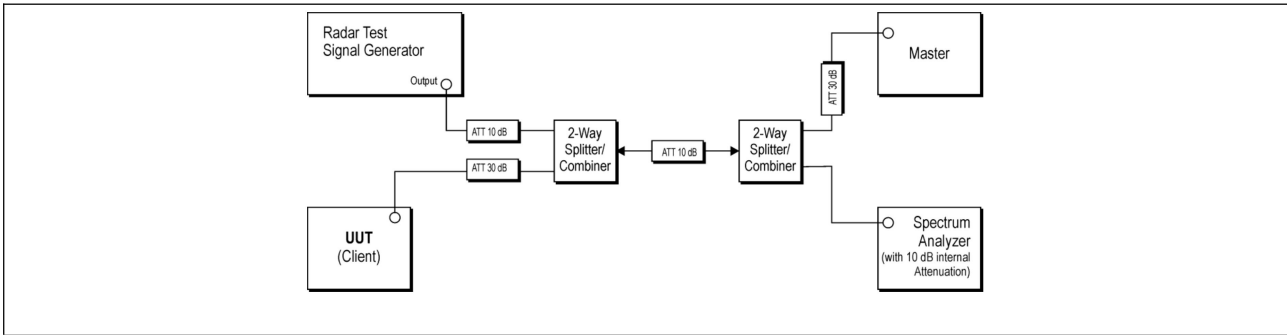 Radar Test
Signal Generator
Output
ATT 10 dB
ATT 30 dB
2-Way
Splitter/
Combiner
ATT 10 dB
2-Way
Splitter/
Combiner
ATT 30 dB
Master
UUT
(Client)
Spectrum
Analyzer
(with 10 dB internal
Attenuation)